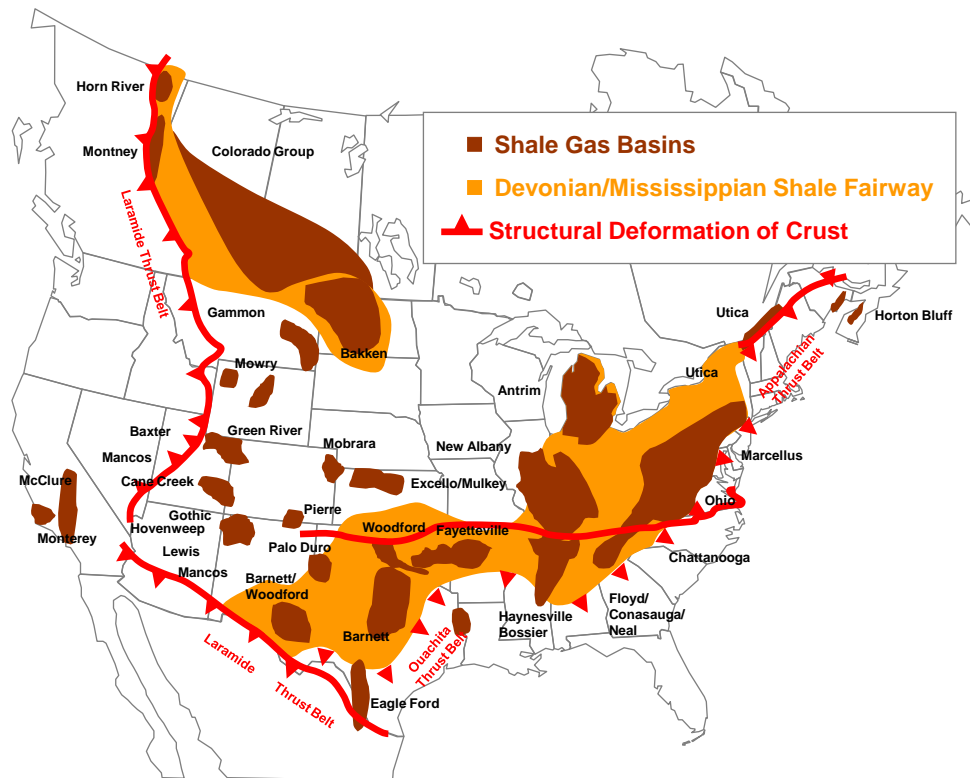 Horn River
Montney
Colorado Group
Shale Gas Basins
Devonian/Mississippian Shale Fairway
Structural Deformation of Crust
Laramide Thrust Belt
Gammon
Bakken
Utica
Horton Bluff
Mowry
Antrim
Utica
Appalachian
Thrust Belt
Baxter
Green River
Mobrara
New Albany
Mancos
Marcellus
McClure
Cane Creek
Excello/Mulkey
Ohio
Gothic
Pierre
Hovenweep
Monterey
Woodford
Fayetteville
Lewis
Palo Duro
Chattanooga
Mancos
Barnett/
Woodford
Floyd/
Conasauga/
Neal
Haynesville
Bossier
Barnett
Ouachita
Thrust Belt
Laramide
Thrust Belt
Eagle Ford